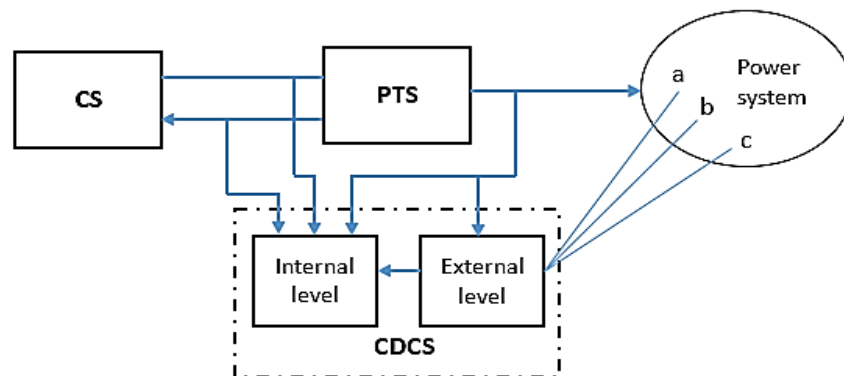 CS
PTS
a
b
c
Power
system
Internal
level
External
level
CDCS